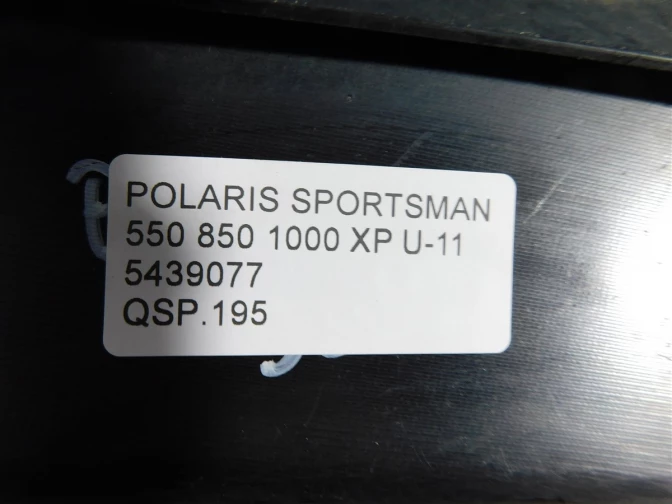 POLARIS SPORTSMAN
550 850 1000 XP U-11
5439077
QSP.195